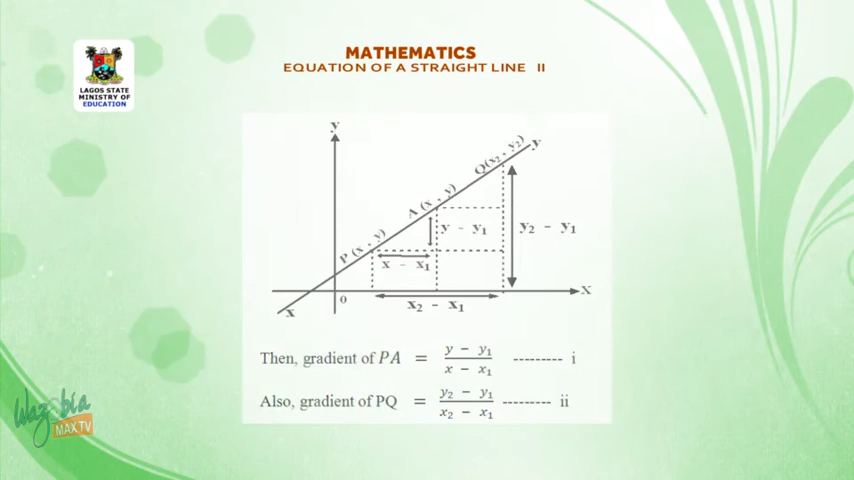 MATHEMATICS
EQUATION OF A STRAIGHT LINE II
LAGOS STATE
MINISTRY OF
EDUCATION
y
Q(x₂ , y₂)
y
A (x , y)
P (x , y)
y − y₁
y₂ − y₁
x − x₁
0
X
x₂ − x₁
x
Then, gradient of PA = (y − y₁)/(x − x₁) --------- i
Also, gradient of PQ = (y₂ − y₁)/(x₂ − x₁) --------- ii
Wazobia
MAX TV